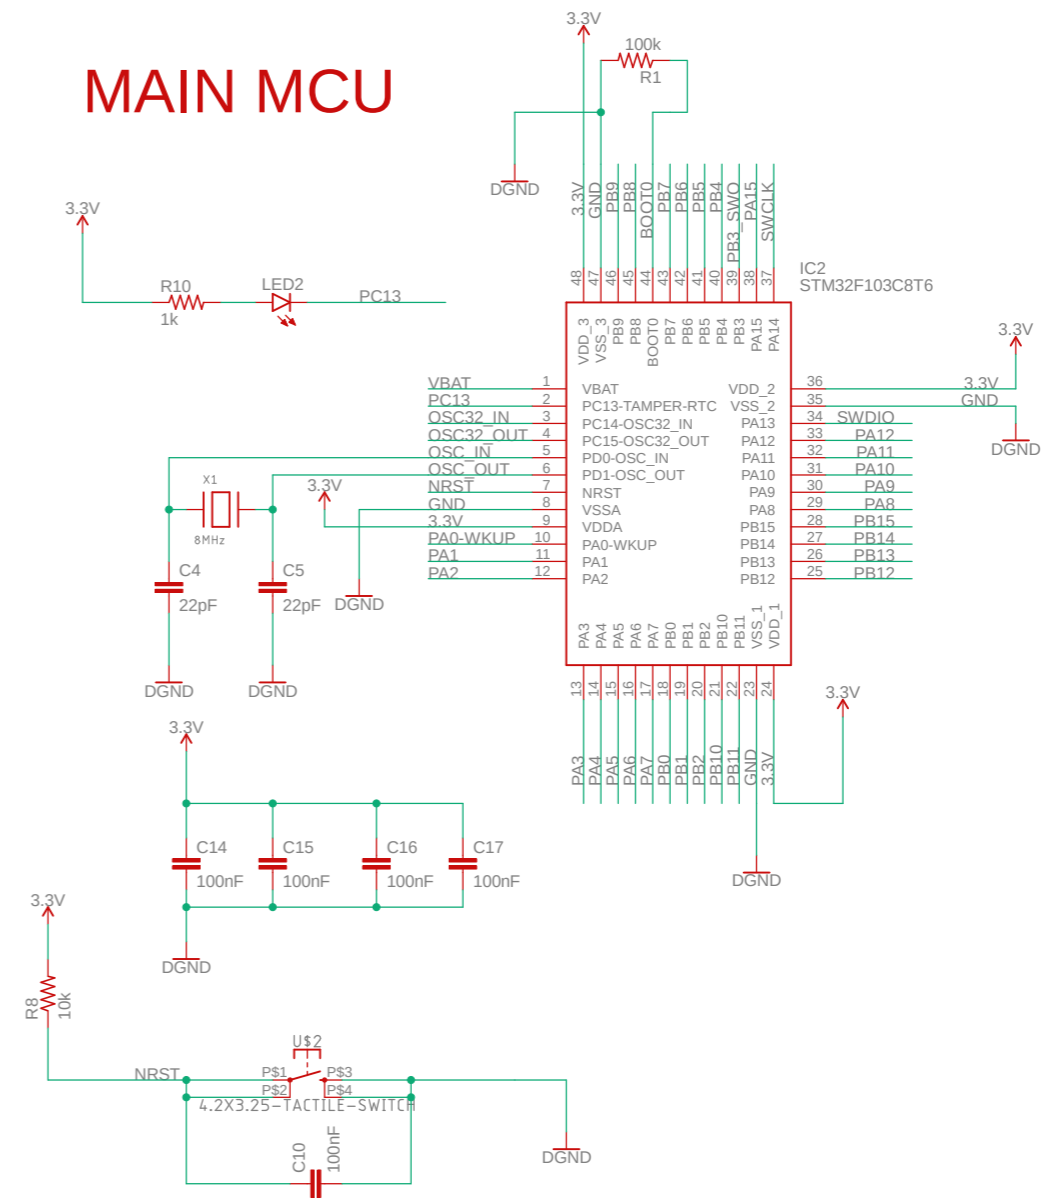 3.3V
100k
R1
MAIN MCU
DGND
3.3V
GND
PB9
PB8
BOOT0
PB7
PB6
PB5
PB4
PB3_SWO
PA15
SWCLK
3.3V
R10
1k
LED2
PC13
48
47
46
45
44
43
42
41
40
39
38
37
IC2
STM32F103C8T6
VDD_3
VSS_3
PB9
PB8
BOOT0
PB7
PB6
PB5
PB4
PB3
PA15
PA14
3.3V
VBAT 1 VBAT VDD_2 36 3.3V
PC13 2 PC13-TAMPER-RTC VSS_2 35 GND
OSC32_IN 3 PC14-OSC32_IN PA13 34 SWDIO
OSC32_OUT 4 PC15-OSC32_OUT PA12 33 PA12
OSC_IN 5 PD0-OSC_IN PA11 32 PA11
OSC_OUT 6 PD1-OSC_OUT PA10 31 PA10
NRST 7 NRST PA9 30 PA9
GND 8 VSSA PA8 29 PA8
3.3V 9 VDDA PB15 28 PB15
PA0-WKUP 10 PA0-WKUP PB14 27 PB14
PA1 11 PA1 PB13 26 PB13
PA2 12 PA2 PB12 25 PB12
DGND
X1
8MHz
3.3V
C4
22pF
C5
22pF
DGND
DGND
DGND
PA3
PA4
PA5
PA6
PA7
PB0
PB1
PB2
PB10
PB11
VSS_1
VDD_1
13
14
15
16
17
18
19
20
21
22
23
24
PA3
PA4
PA5
PA6
PA7
PB0
PB1
PB2
PB10
PB11
GND
3.3V
3.3V
DGND
3.3V
C14
100nF
C15
100nF
C16
100nF
C17
100nF
DGND
3.3V
R8
10k
NRST
U$2
P$1 P$3
P$2 P$4
4.2X3.25-TACTILE-SWITCH
C10
100nF
DGND